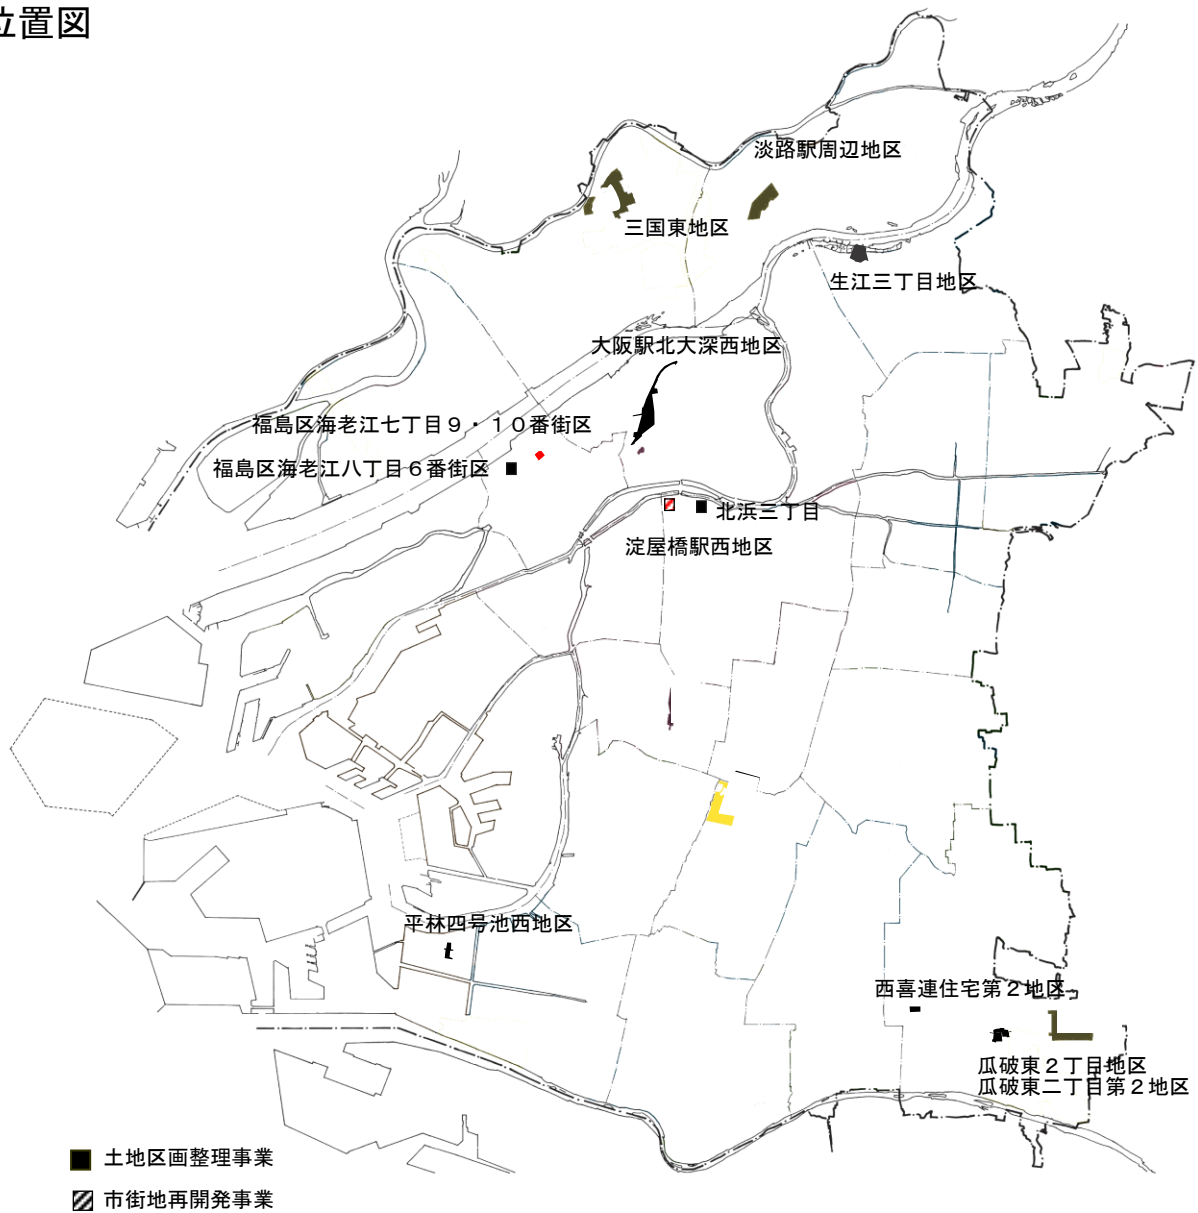 位置図
淡路駅周辺地区
三国東地区
生江三丁目地区
大阪駅北大深西地区
福島区海老江七丁目９・１０番街区
福島区海老江八丁目６番街区
北浜三丁目
淀屋橋駅西地区
平林四号池西地区
西喜連住宅第２地区
瓜破東２丁目地区
瓜破東二丁目第２地区
土地区画整理事業
市街地再開発事業